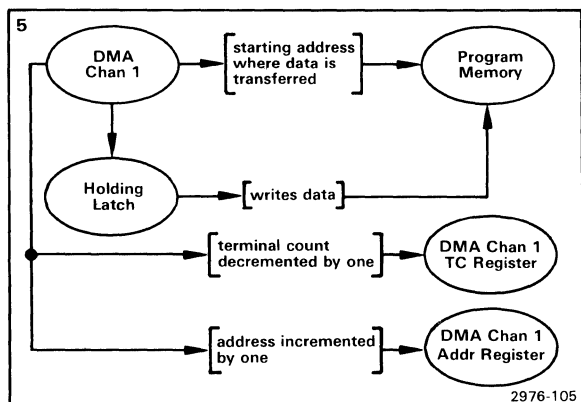 5
DMA
Chan 1
starting address
where data is
transferred
Program
Memory
Holding
Latch
writes data
terminal count
decremented by one
DMA Chan 1
TC Register
address incremented
by one
DMA Chan 1
Addr Register
2976-105